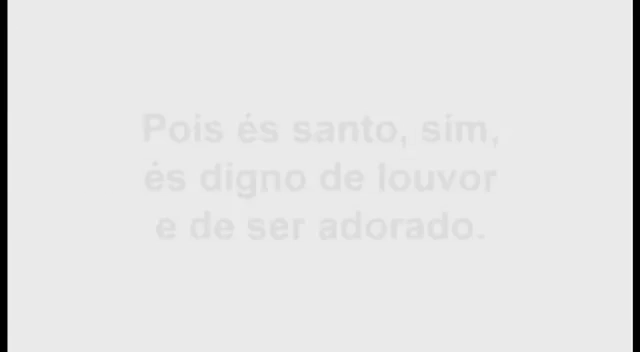 Pois és santo, sim,
és digno de louvor
e de ser adorado.